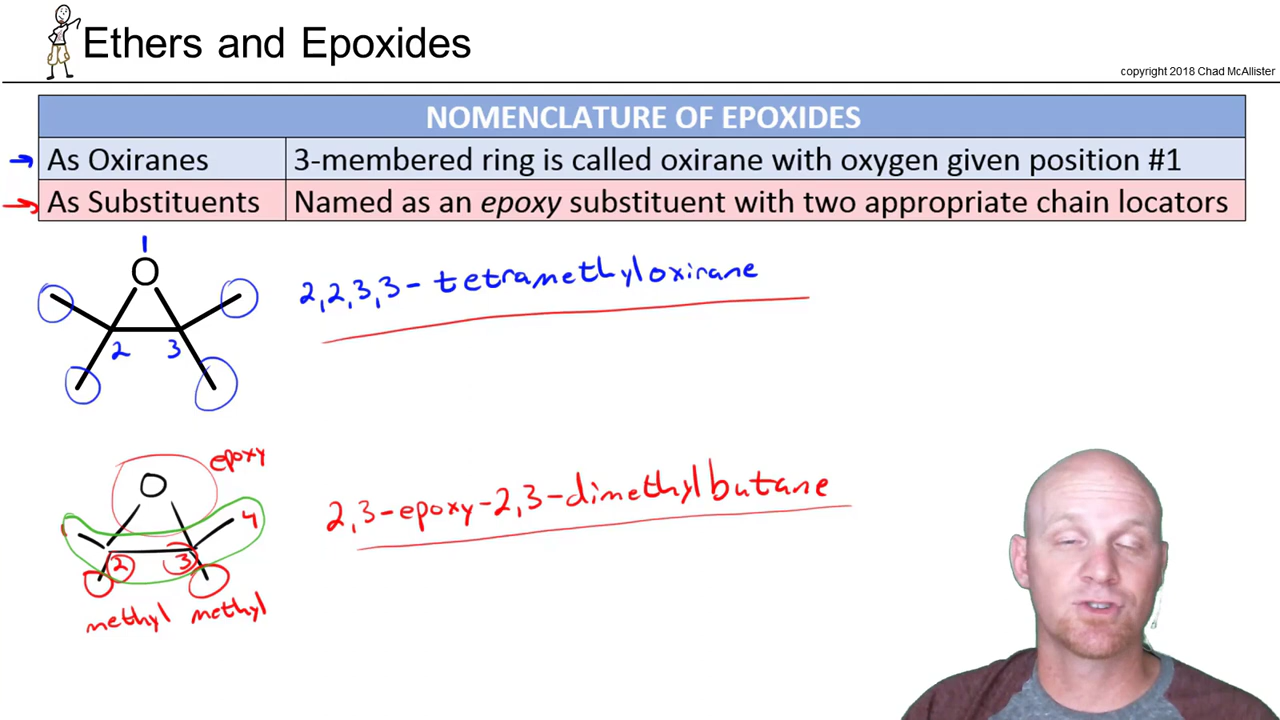 Ethers and Epoxides
copyright 2018 Chad McAllister
NOMENCLATURE OF EPOXIDES
As Oxiranes 3-membered ring is called oxirane with oxygen given position #1
As Substituents Named as an epoxy substituent with two appropriate chain locators
1
O
2,2,3,3-tetramethyloxirane
2 3
epoxy
O
2,3-epoxy-2,3-dimethylbutane
1 4
2 3
methyl methyl